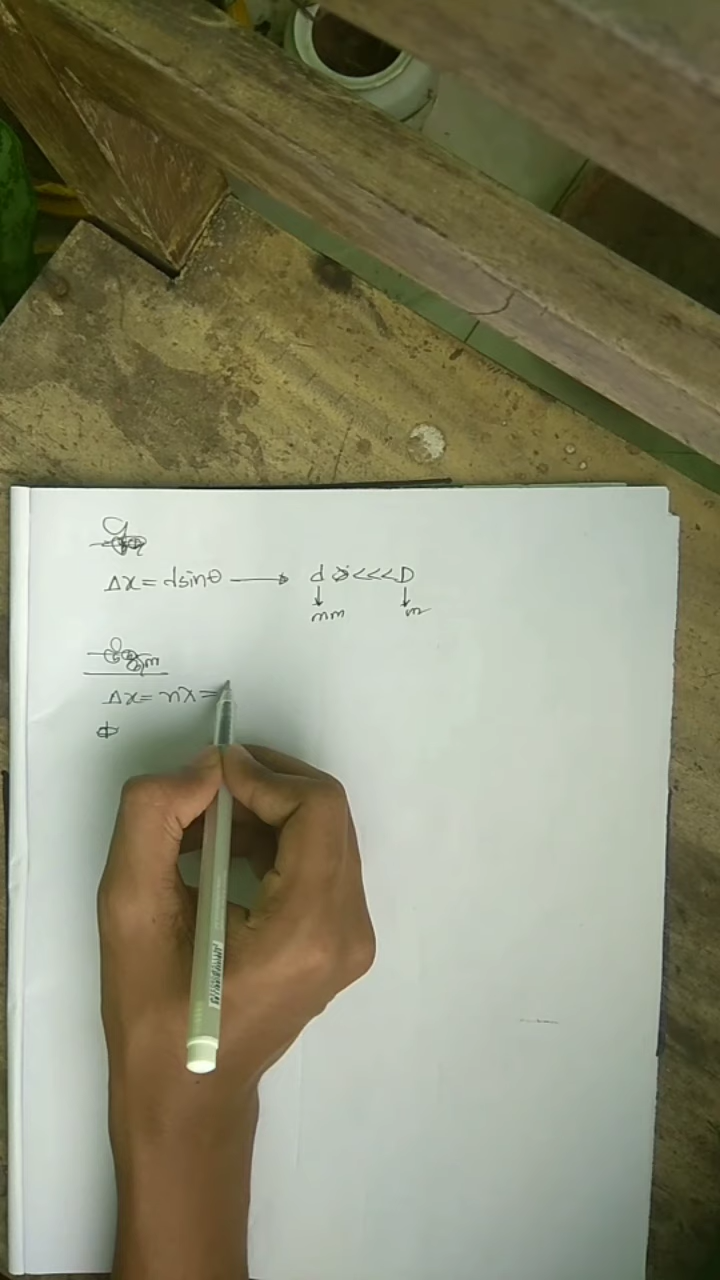 Δx = dsinθ → d <<< D
↓ ↓
mm m
Δx = nλ =